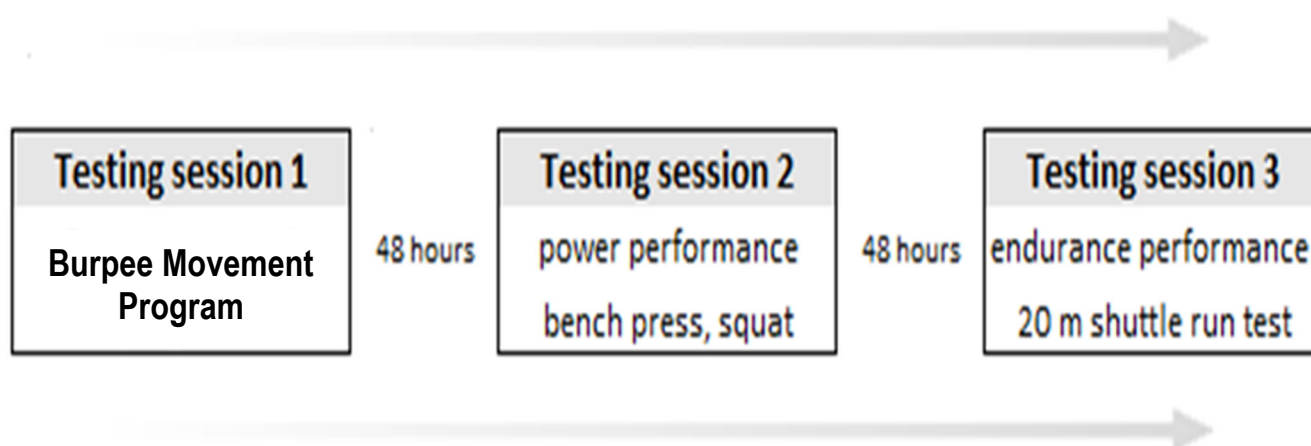 Testing session 1
Burpee Movement
Program
48 hours
Testing session 2
power performance
bench press, squat
48 hours
Testing session 3
endurance performance
20 m shuttle run test